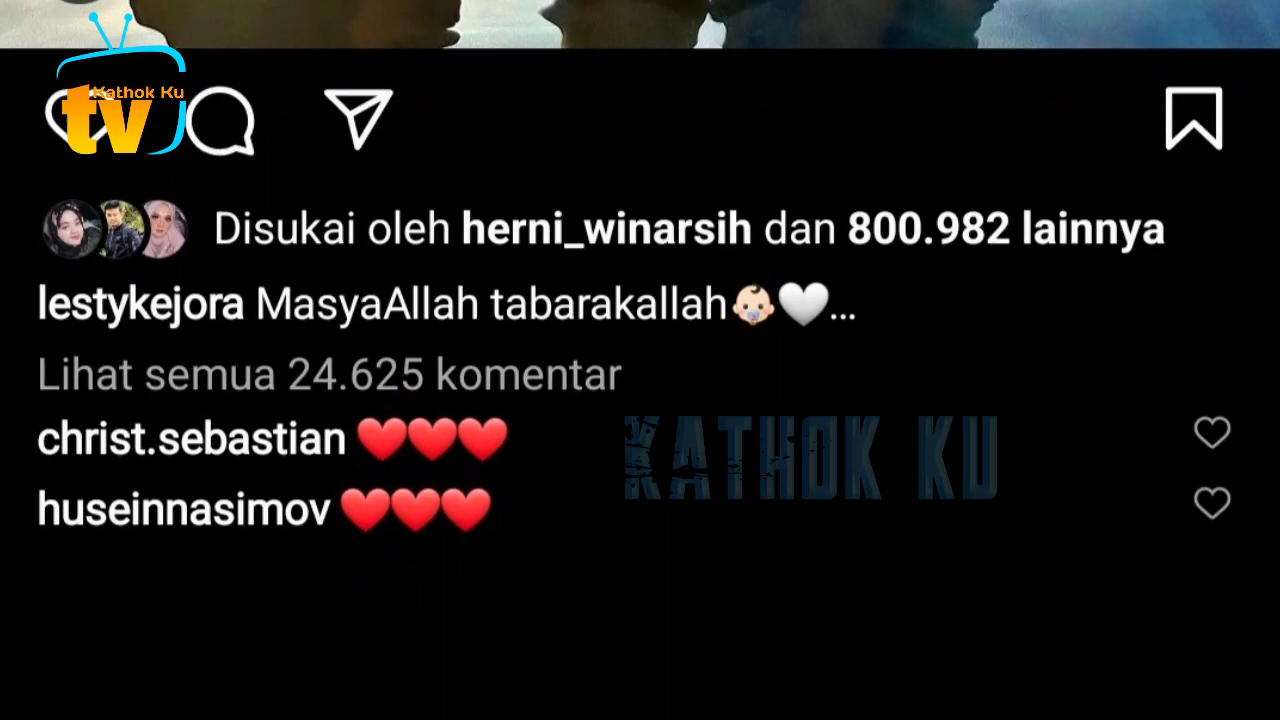 Kathok Ku
tv
Disukai oleh herni_winarsih dan 800.982 lainnya
lestykejora MasyaAllah tabarakallah👶🏻🤍...
Lihat semua 24.625 komentar
christ.sebastian ❤️❤️❤️
KATHOK KU
huseinnasimov ❤️❤️❤️